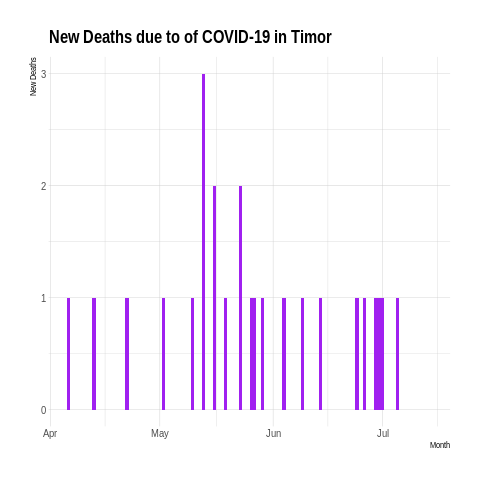 New Deaths due to of COVID-19 in Timor
New Deaths
3
2
1
0
Apr May Jun Jul
Month